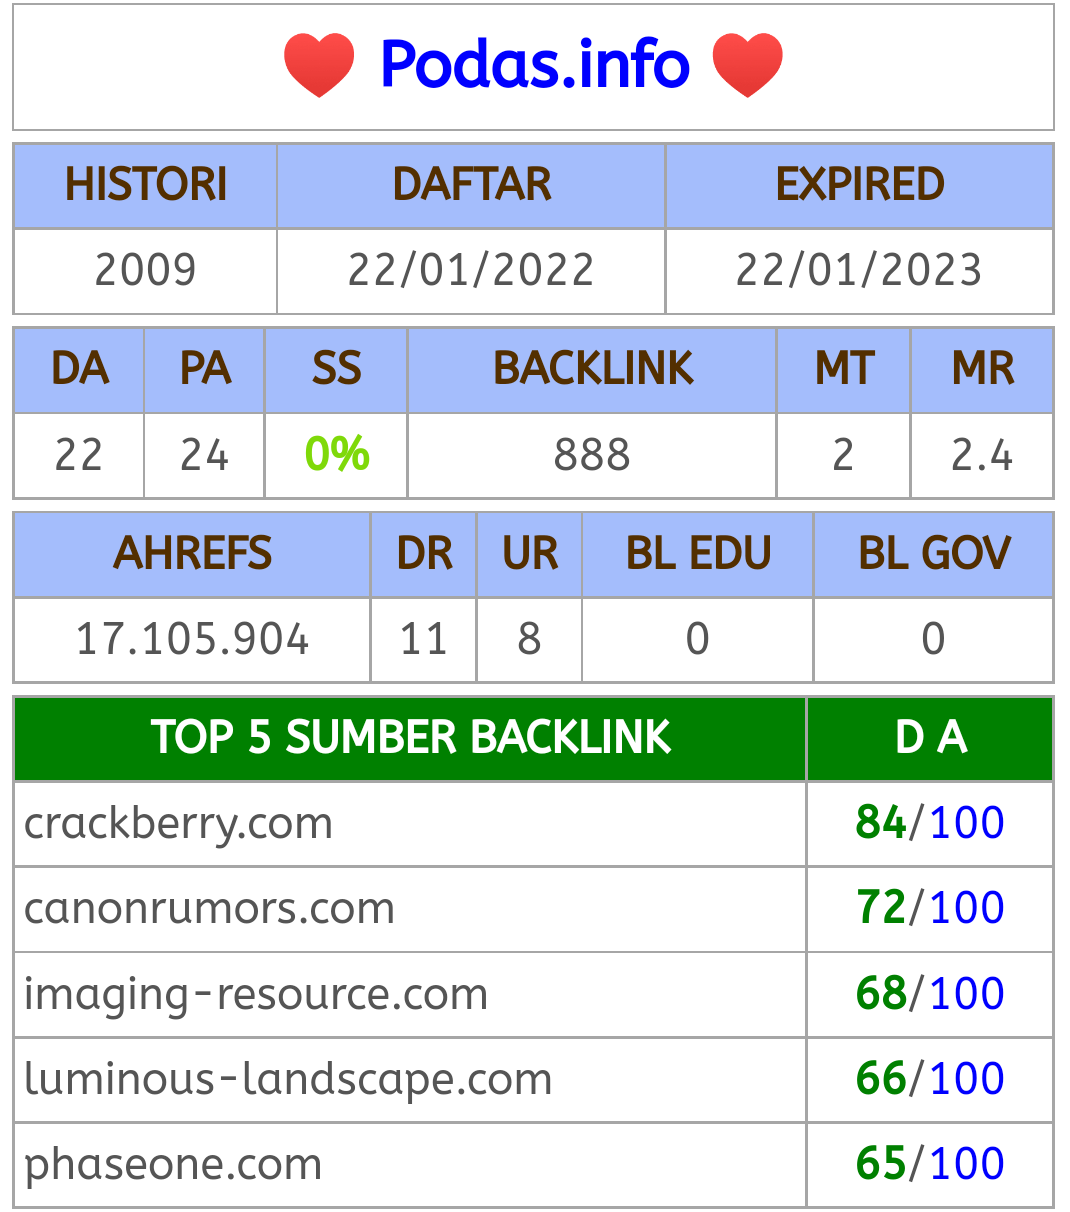 ❤️ Podas.info ❤️
HISTORI DAFTAR EXPIRED
2009 22/01/2022 22/01/2023
DA PA SS BACKLINK MT MR
22 24 0% 888 2 2.4
AHREFS DR UR BL EDU BL GOV
17.105.904 11 8 0 0
TOP 5 SUMBER BACKLINK D A
crackberry.com 84/100
canonrumors.com 72/100
imaging-resource.com 68/100
luminous-landscape.com 66/100
phaseone.com 65/100